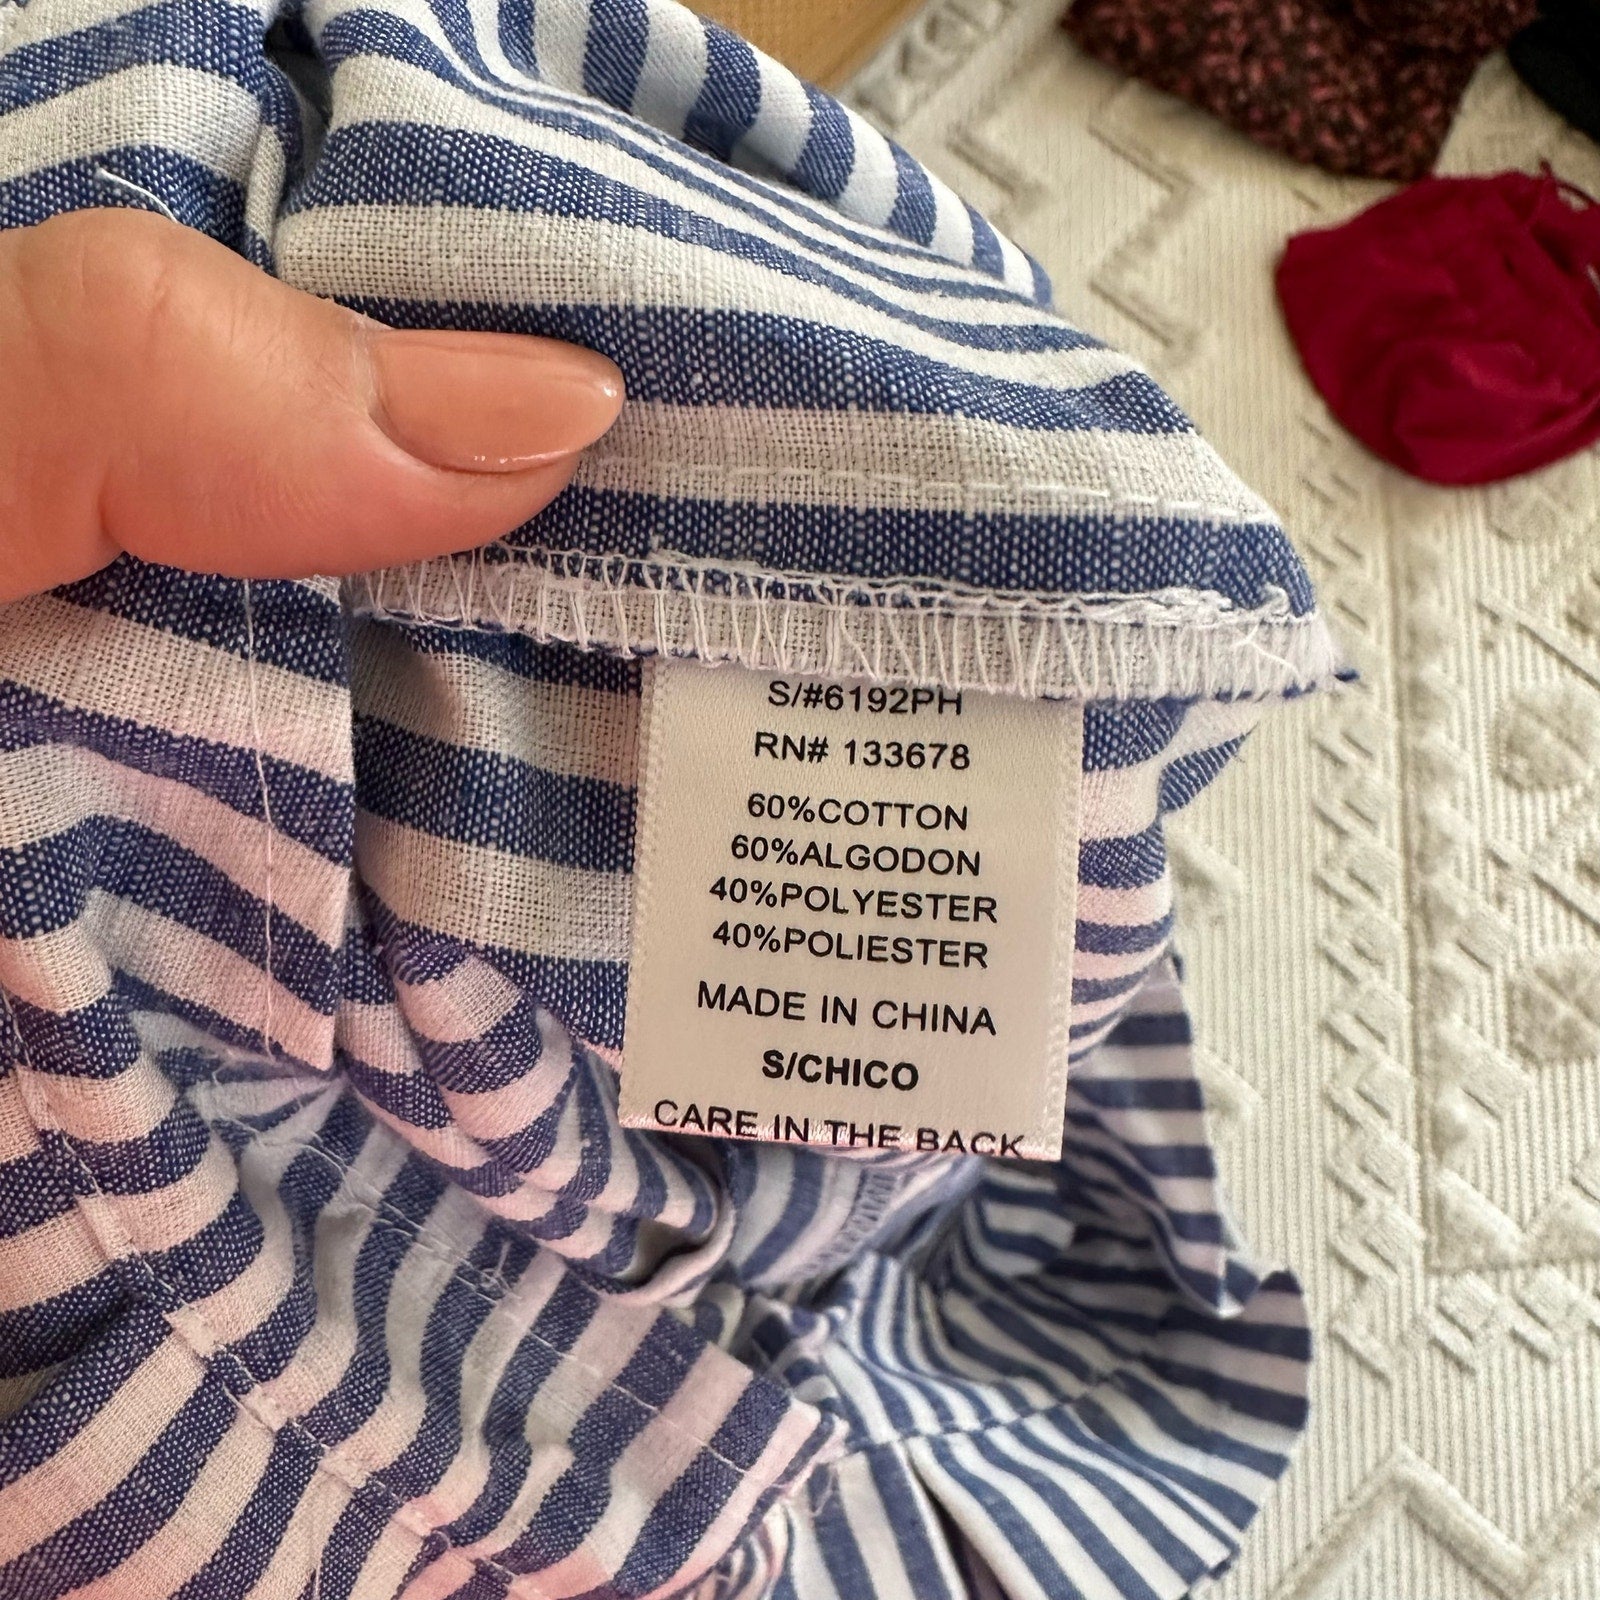 S/#6192PH
RN# 133678
60%COTTON
60%ALGODON
40%POLYESTER
40%POLIESTER
MADE IN CHINA
S/CHICO
CARE IN THE BACK